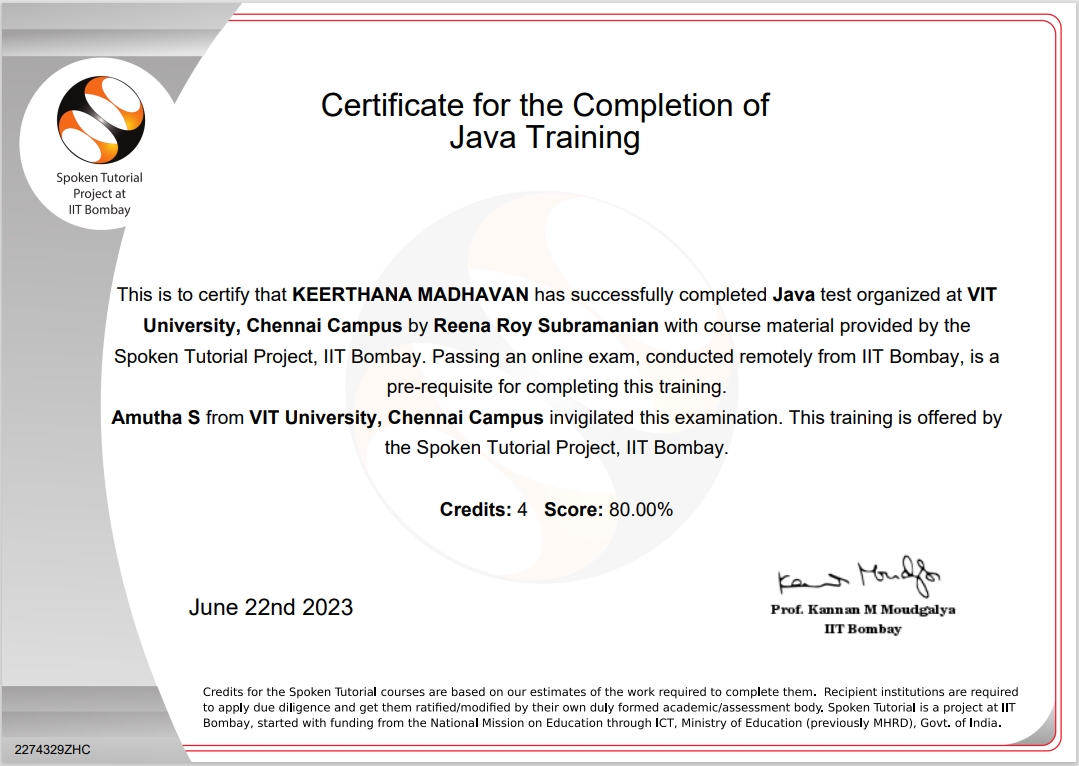 Spoken Tutorial
Project at
IIT Bombay
Certificate for the Completion of
Java Training
This is to certify that KEERTHANA MADHAVAN has successfully completed Java test organized at VIT
University, Chennai Campus by Reena Roy Subramanian with course material provided by the
Spoken Tutorial Project, IIT Bombay. Passing an online exam, conducted remotely from IIT Bombay, is a
pre-requisite for completing this training.
Amutha S from VIT University, Chennai Campus invigilated this examination. This training is offered by
the Spoken Tutorial Project, IIT Bombay.
Credits: 4 Score: 80.00%
June 22nd 2023
Prof. Kannan M Moudgalya
IIT Bombay
Credits for the Spoken Tutorial courses are based on our estimates of the work required to complete them. Recipient institutions are required
to apply due diligence and get them ratified/modified by their own duly formed academic/assessment body. Spoken Tutorial is a project at IIT
Bombay, started with funding from the National Mission on Education through ICT, Ministry of Education (previously MHRD), Govt. of India.
2274329ZHC